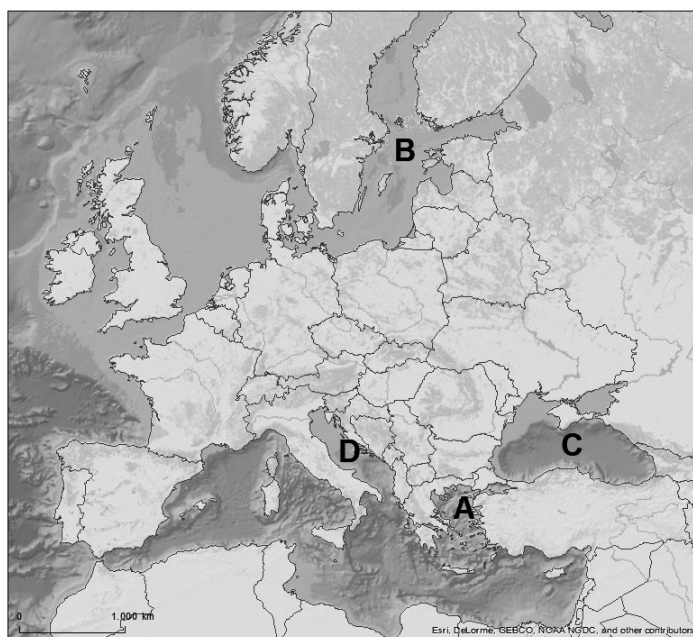 B
D
C
A
0 1.000 km
Esri, DeLorme, GEBCO, NOAA NGDC, and other contributors